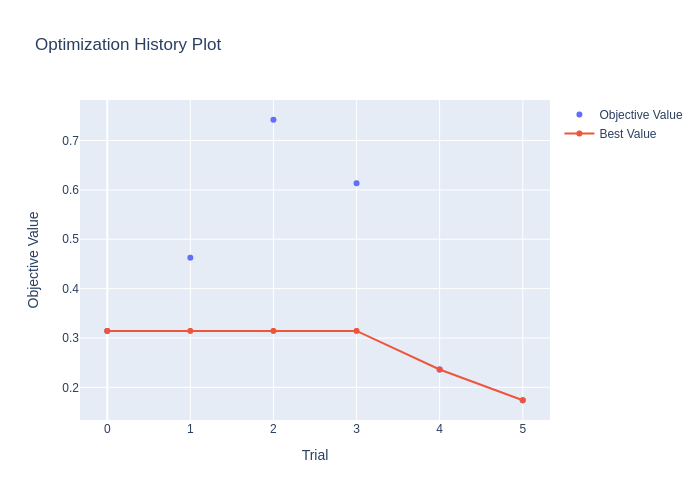 Optimization History Plot
Objective Value
Best Value
0.7
0.6
0.5
0.4
0.3
0.2
Objective Value
0 1 2 3 4 5
Trial